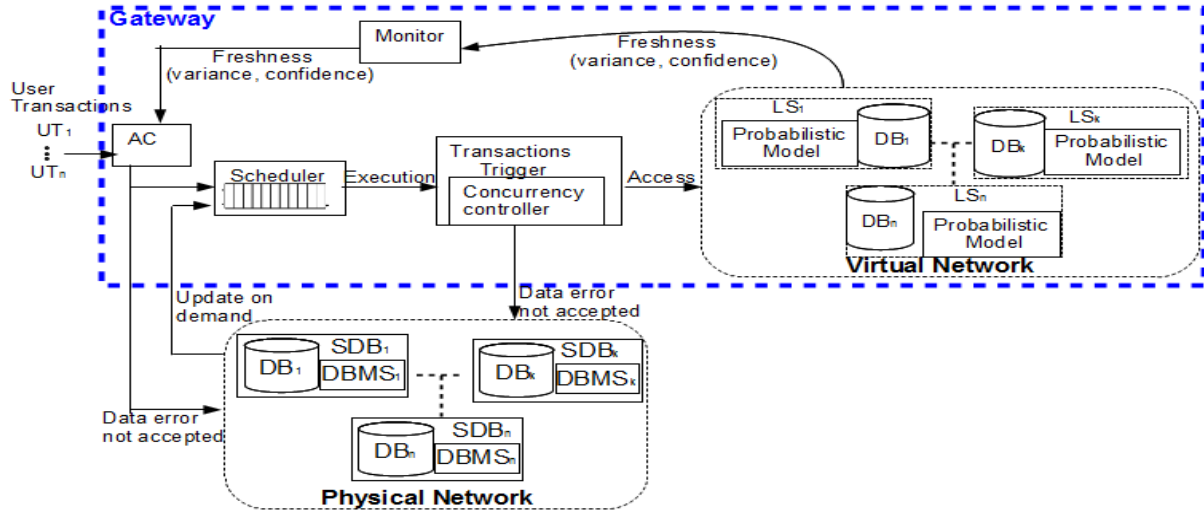 Gateway
Monitor
Freshness
(variance, confidence)
Freshness
(variance, confidence)
User
Transactions
UT₁
UTₙ
AC
Scheduler
Execution
Transactions
Trigger
Concurrency
controller
Access
LS₁
Probabilistic
Model
DB₁
LSₖ
DBₖ
Probabilistic
Model
LSₙ
DBₙ
Probabilistic
Model
Virtual Network
Update on
demand
Data error
not accepted
SDB₁
DB₁
DBMS₁
SDBₖ
DBₖ
DBMSₖ
SDBₙ
DBₙ
DBMSₙ
Data error
not accepted
Physical Network